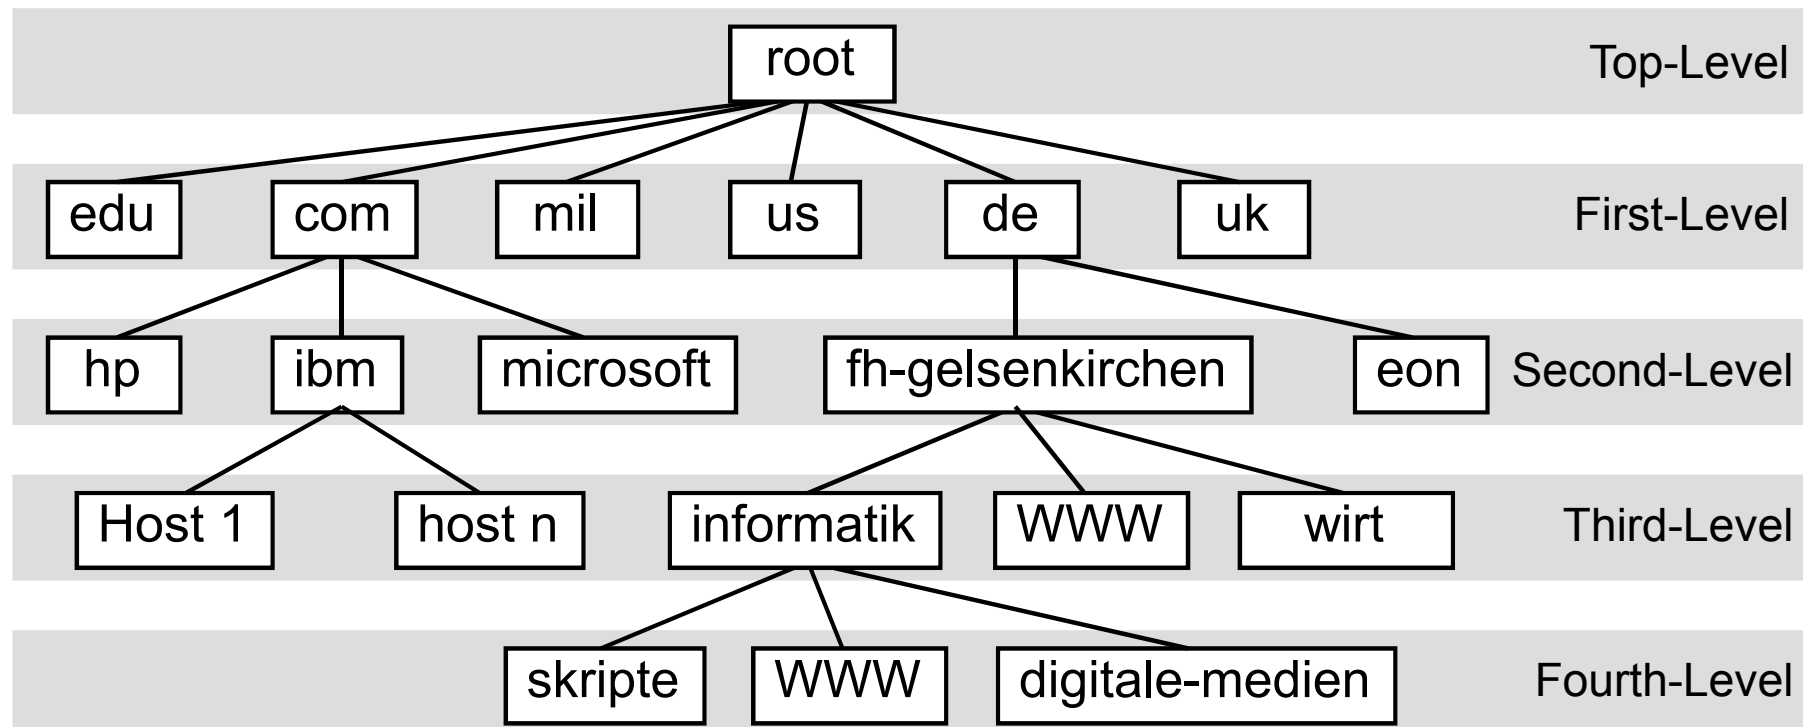 root Top-Level
edu com mil us de uk First-Level
hp ibm microsoft fh-gelsenkirchen eon Second-Level
Host 1 host n informatik WWW wirt Third-Level
skripte WWW digitale-medien Fourth-Level